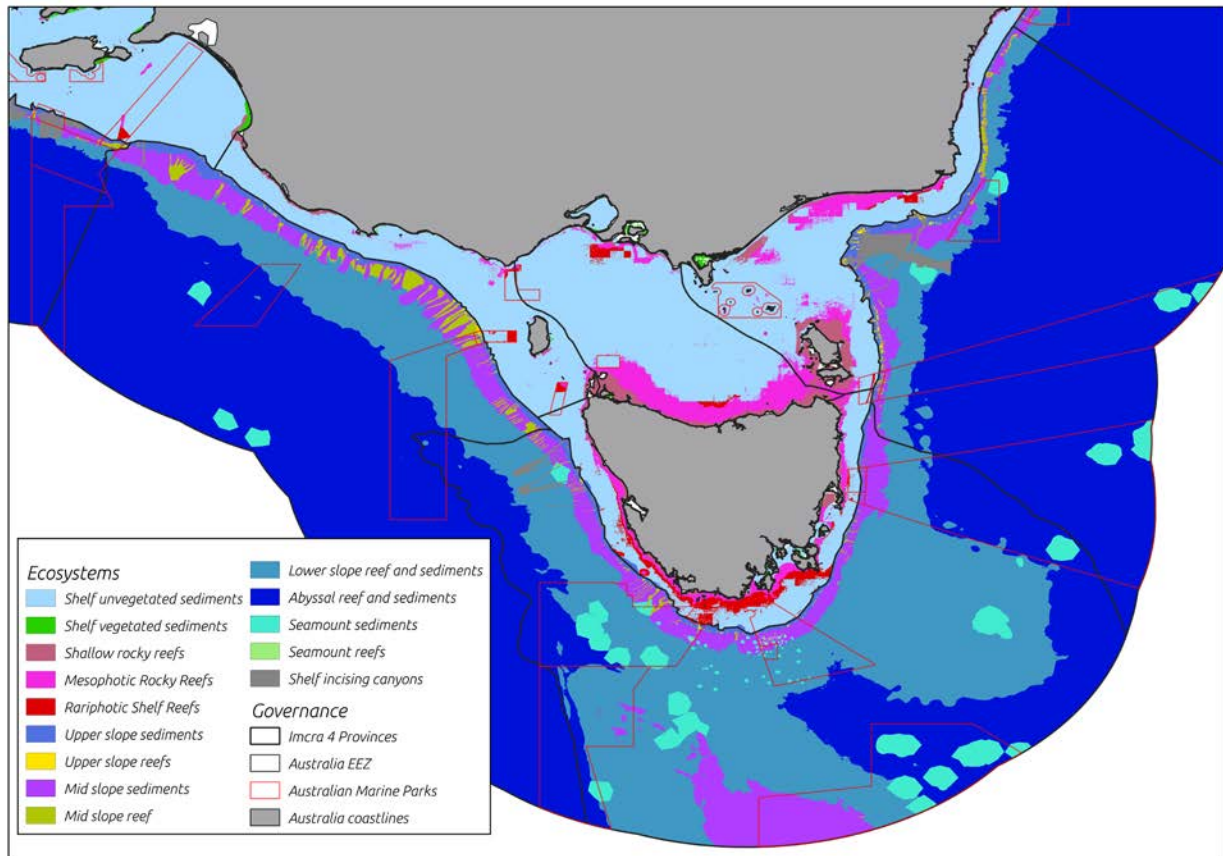 Ecosystems
Shelf unvegetated sediments
Shelf vegetated sediments
Shallow rocky reefs
Mesophotic Rocky Reefs
Rariphotic Shelf Reefs
Upper slope sediments
Upper slope reefs
Mid slope sediments
Mid slope reef
Lower slope reef and sediments
Abyssal reef and sediments
Seamount sediments
Seamount reefs
Shelf incising canyons
Governance
Imcra 4 Provinces
Australia EEZ
Australian Marine Parks
Australia coastlines